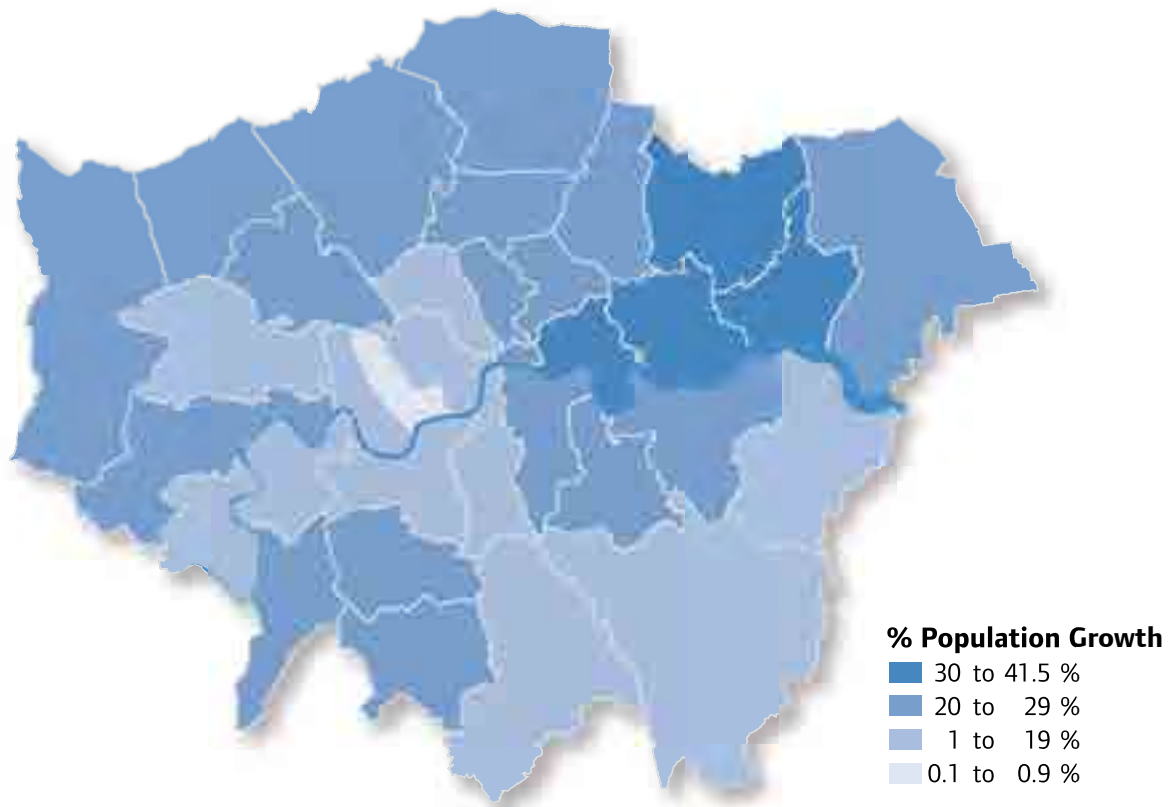 % Population Growth
30 to 41.5 %
20 to 29 %
1 to 19 %
0.1 to 0.9 %